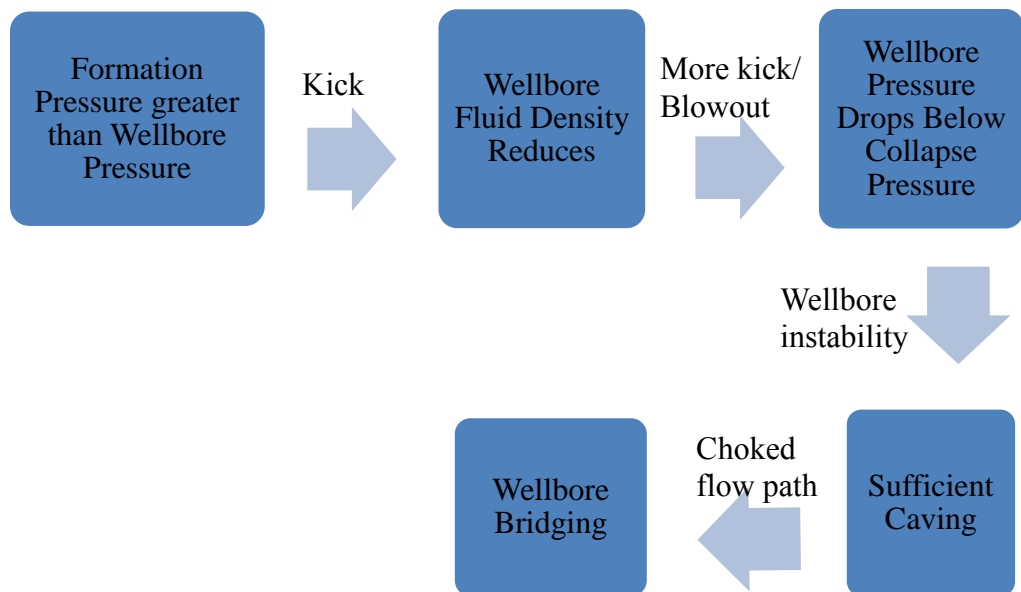 Formation
Pressure greater
than Wellbore
Pressure
Kick
Wellbore
Fluid Density
Reduces
More kick/
Blowout
Wellbore
Pressure
Drops Below
Collapse
Pressure
Wellbore
instability
Sufficient
Caving
Choked
flow path
Wellbore
Bridging